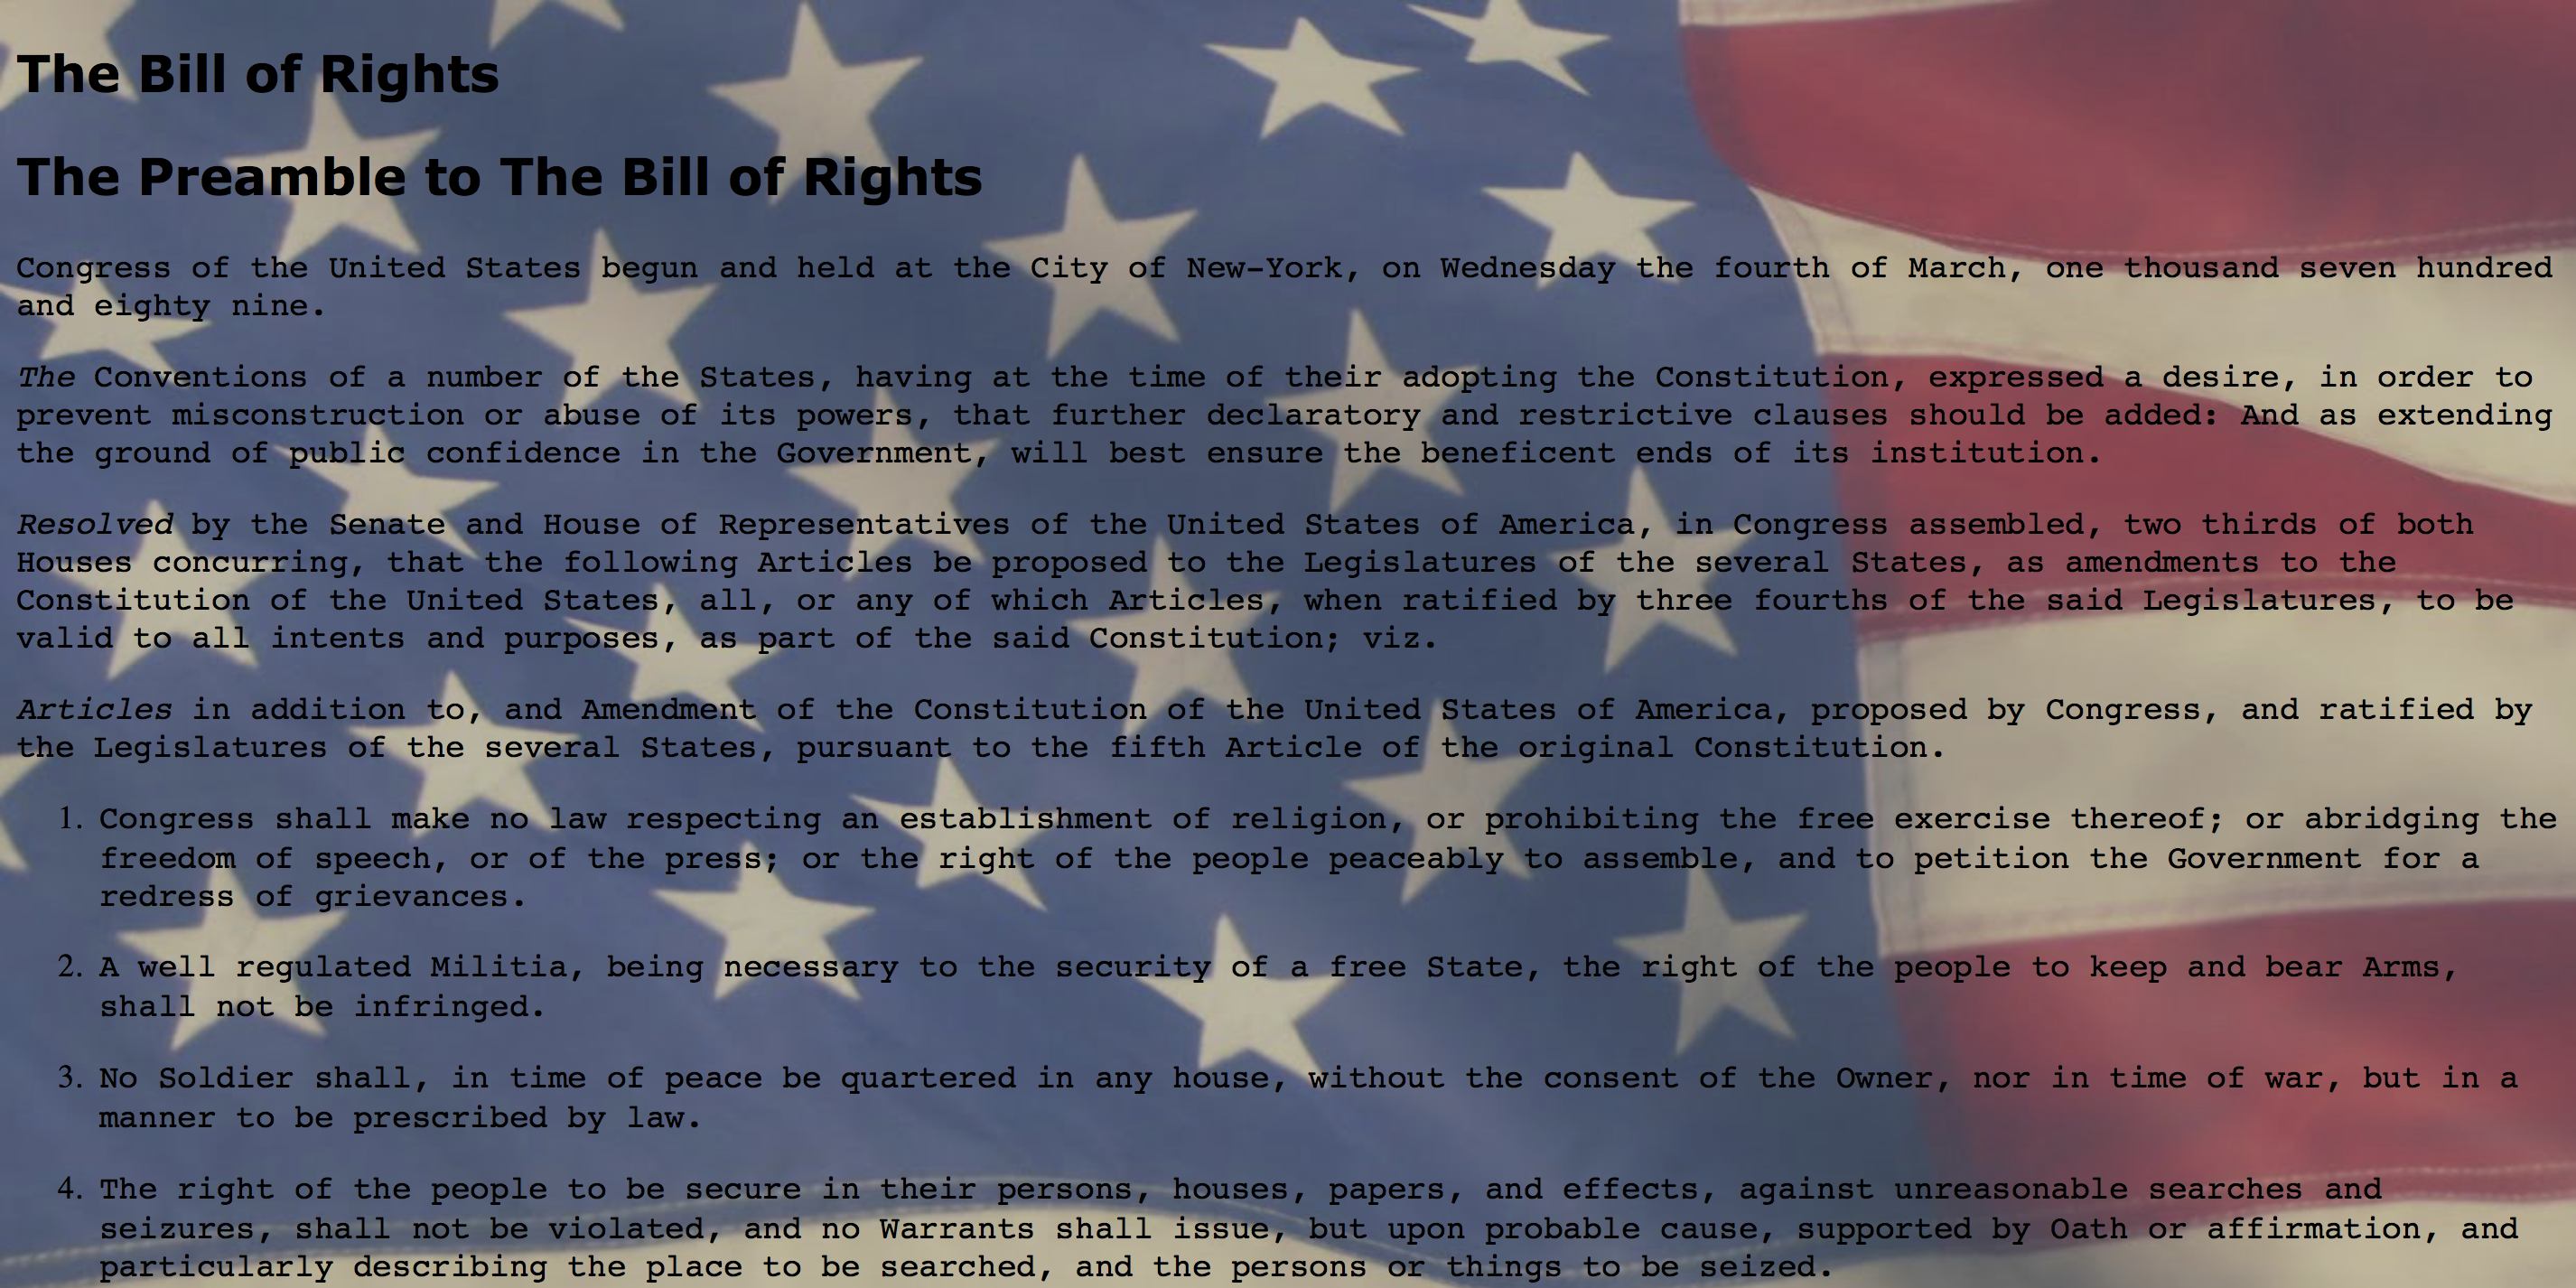 The Bill of Rights
The Preamble to The Bill of Rights
Congress of the United States begun and held at the City of New-York, on Wednesday the fourth of March, one thousand seven hundred
and eighty nine.
The Conventions of a number of the States, having at the time of their adopting the Constitution, expressed a desire, in order to
prevent misconstruction or abuse of its powers, that further declaratory and restrictive clauses should be added: And as extending
the ground of public confidence in the Government, will best ensure the beneficent ends of its institution.
Resolved by the Senate and House of Representatives of the United States of America, in Congress assembled, two thirds of both
Houses concurring, that the following Articles be proposed to the Legislatures of the several States, as amendments to the
Constitution of the United States, all, or any of which Articles, when ratified by three fourths of the said Legislatures, to be
valid to all intents and purposes, as part of the said Constitution; viz.
Articles in addition to, and Amendment of the Constitution of the United States of America, proposed by Congress, and ratified by
the Legislatures of the several States, pursuant to the fifth Article of the original Constitution.
1. Congress shall make no law respecting an establishment of religion, or prohibiting the free exercise thereof; or abridging the
freedom of speech, or of the press; or the right of the people peaceably to assemble, and to petition the Government for a
redress of grievances.
2. A well regulated Militia, being necessary to the security of a free State, the right of the people to keep and bear Arms,
shall not be infringed.
3. No Soldier shall, in time of peace be quartered in any house, without the consent of the Owner, nor in time of war, but in a
manner to be prescribed by law.
4. The right of the people to be secure in their persons, houses, papers, and effects, against unreasonable searches and
seizures, shall not be violated, and no Warrants shall issue, but upon probable cause, supported by Oath or affirmation, and
particularly describing the place to be searched, and the persons or things to be seized.